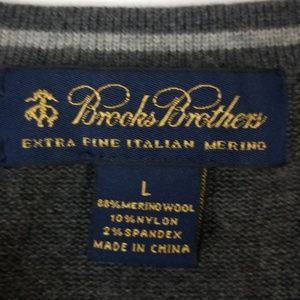 Brooks Brothers
EXTRA FINE ITALIAN MERINO
L
88% MERINO WOOL
10% NYLON
2% SPANDEX
MADE IN CHINA